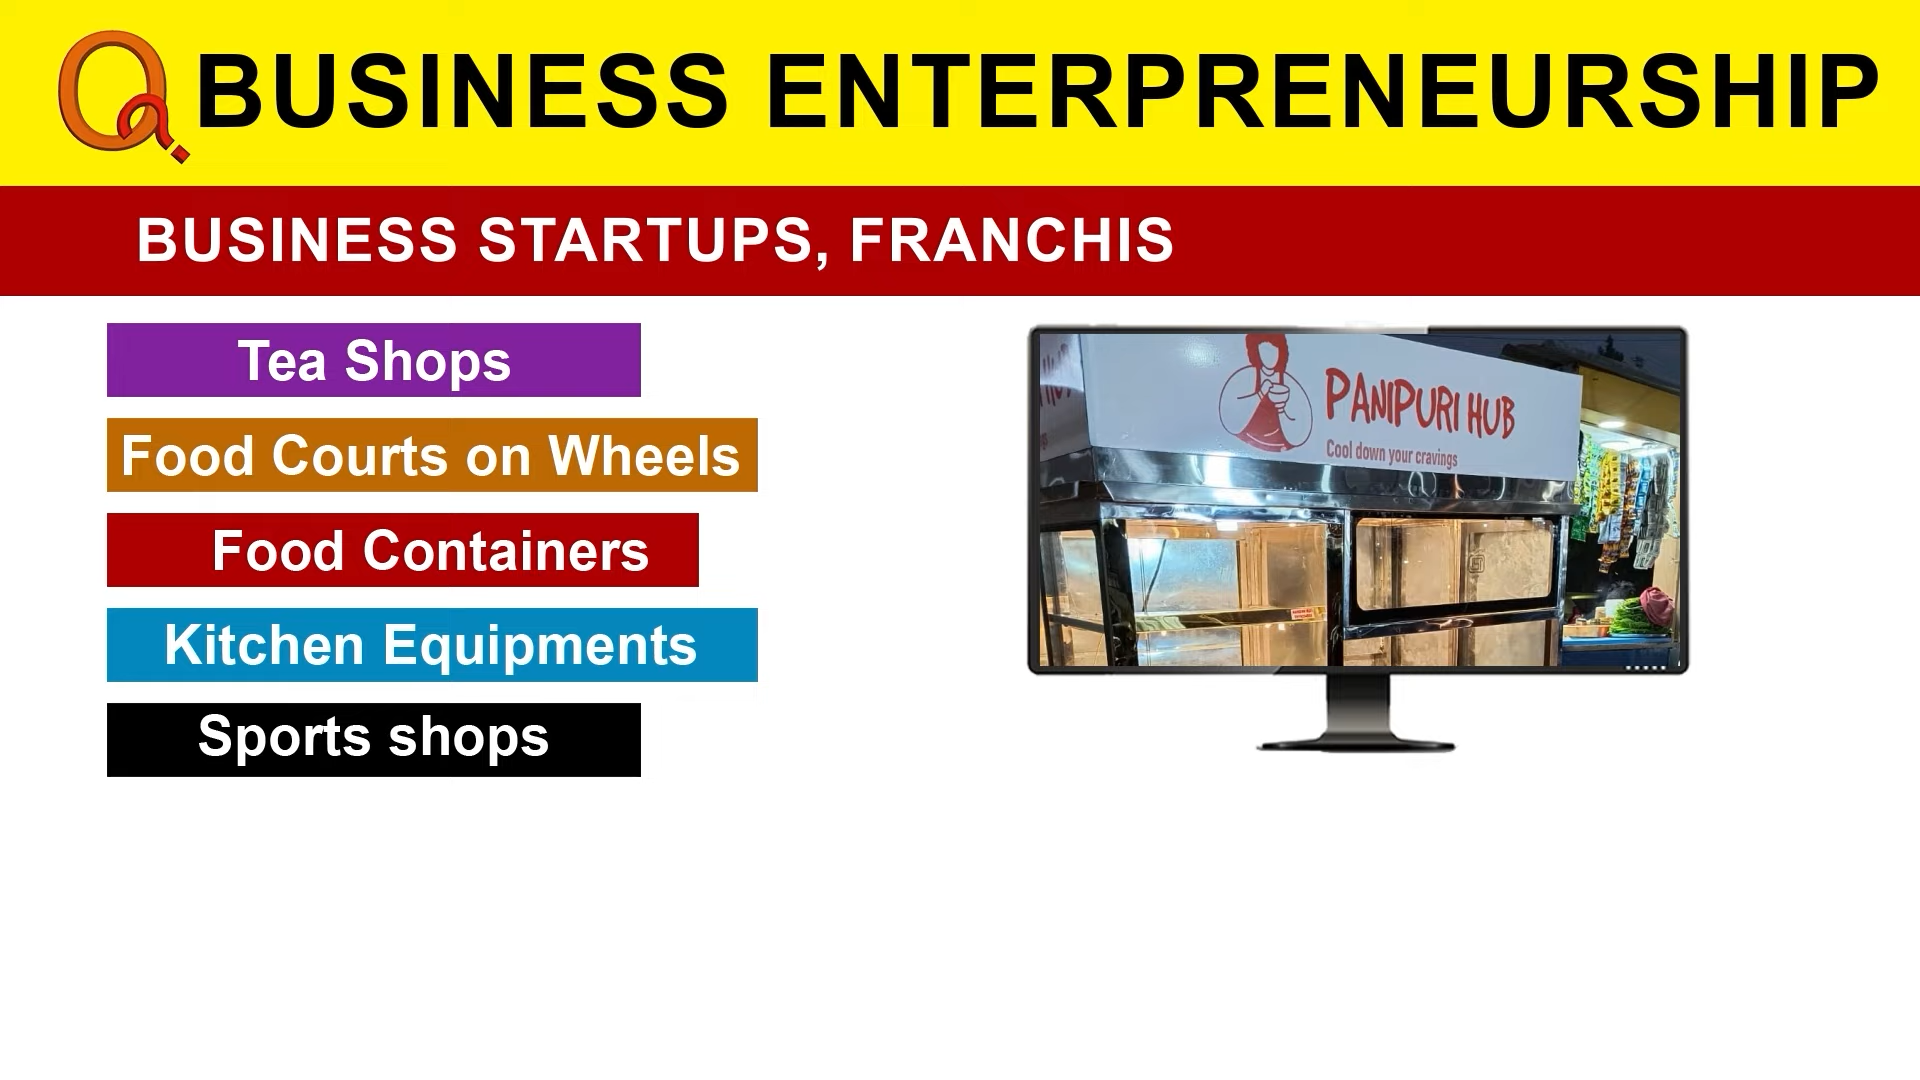 BUSINESS ENTERPRENEURSHIP
BUSINESS STARTUPS, FRANCHIS
Tea Shops
Food Courts on Wheels
Food Containers
Kitchen Equipments
Sports shops
PANIPURI HUB
Cool down your cravings